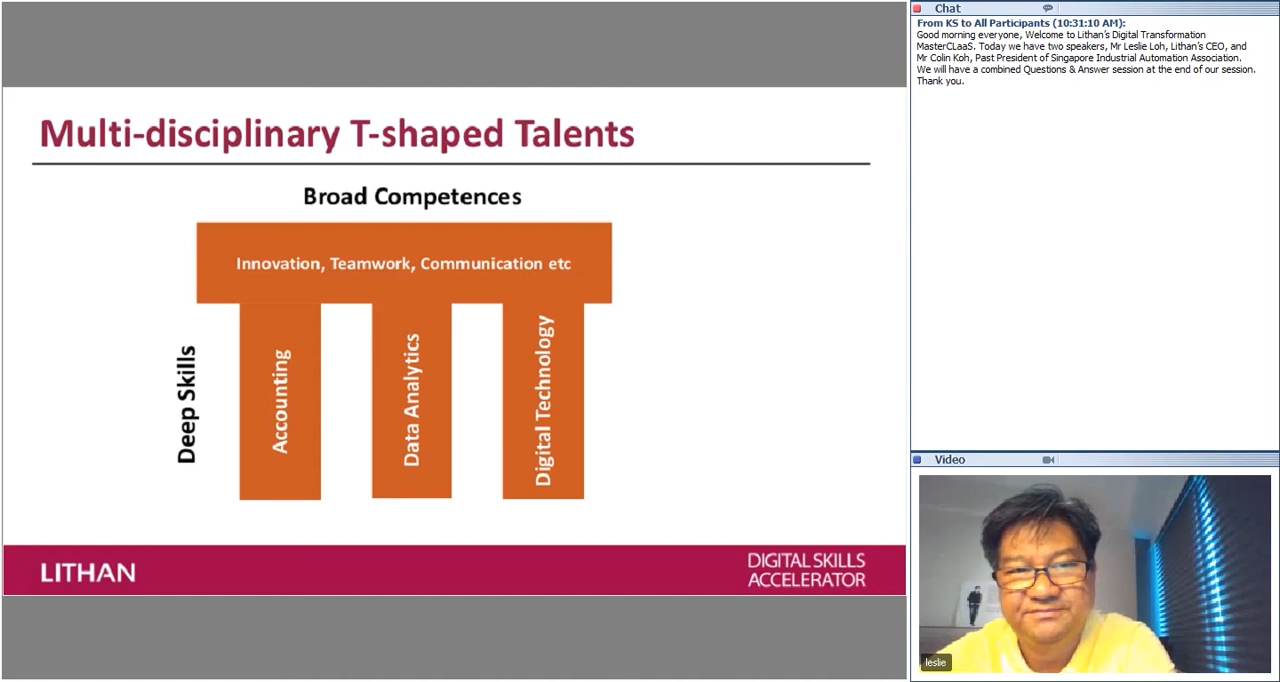 Multi-disciplinary T-shaped Talents
Broad Competences
Innovation, Teamwork, Communication etc
Deep Skills
Accounting
Data Analytics
Digital Technology
LITHAN
DIGITAL SKILLS
ACCELERATOR
Chat
From KS to All Participants (10:31:10 AM):
Good morning everyone, Welcome to Lithan's Digital Transformation
MasterCLaaS. Today we have two speakers, Mr Leslie Loh, Lithan's CEO, and
Mr Colin Koh, Past President of Singapore Industrial Automation Association.
We will have a combined Questions & Answer session at the end of our session.
Thank you.
Video
leslie